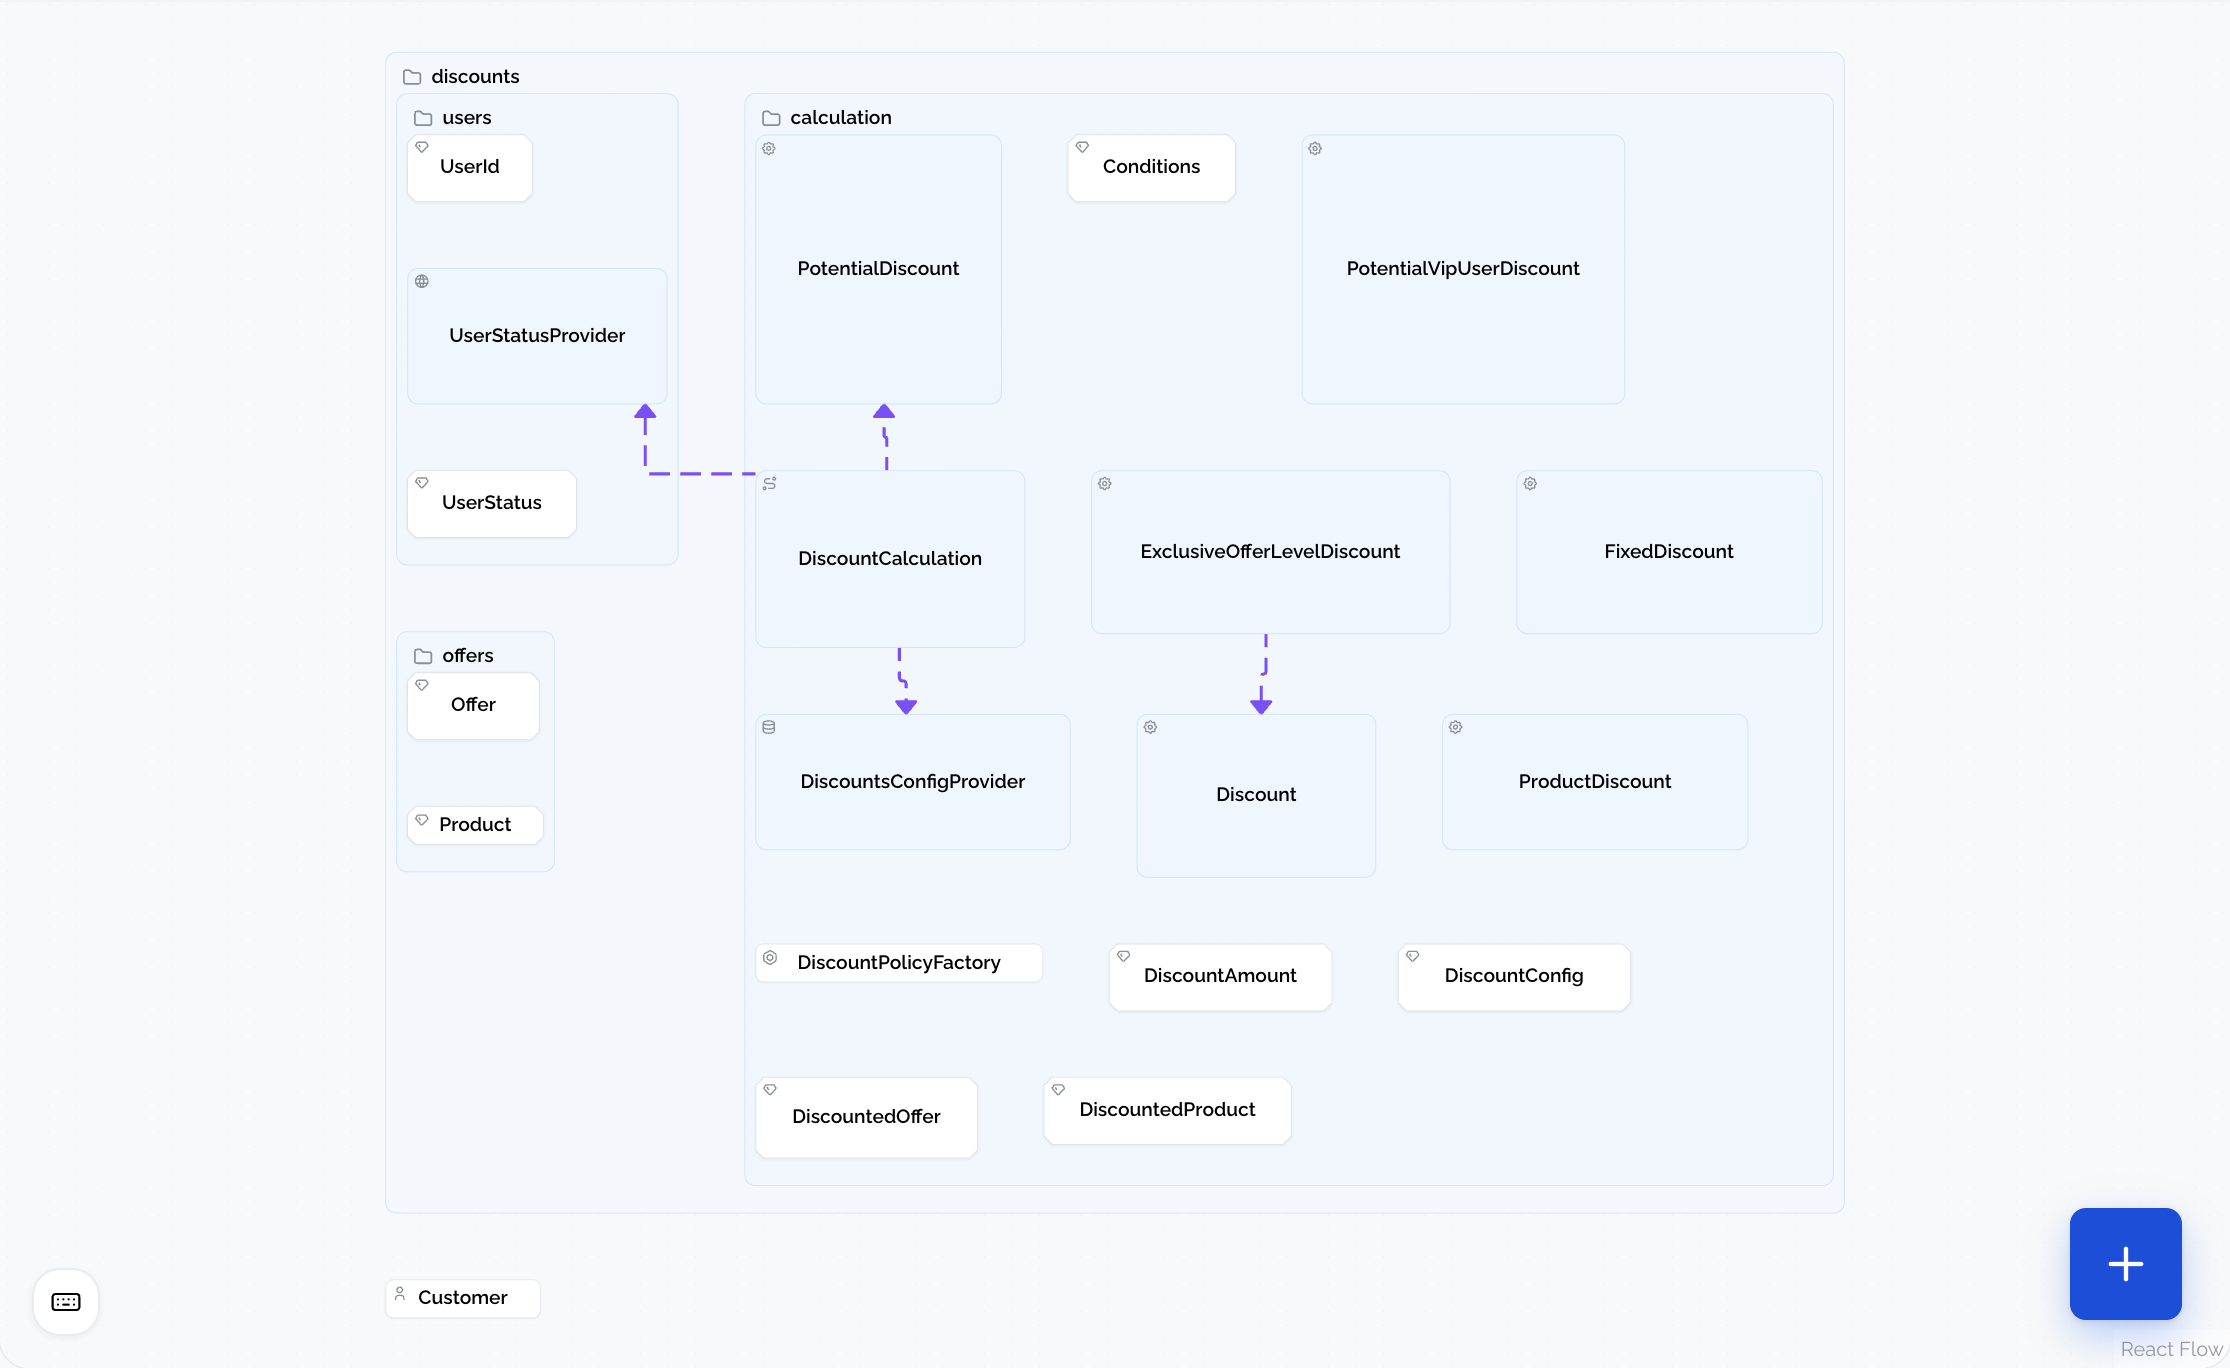 discounts
users
UserId
UserStatusProvider
UserStatus
offers
Offer
Product
calculation
PotentialDiscount
Conditions
PotentialVipUserDiscount
DiscountCalculation
ExclusiveOfferLevelDiscount
FixedDiscount
DiscountsConfigProvider
Discount
ProductDiscount
DiscountPolicyFactory
DiscountAmount
DiscountConfig
DiscountedOffer
DiscountedProduct
Customer
React Flow